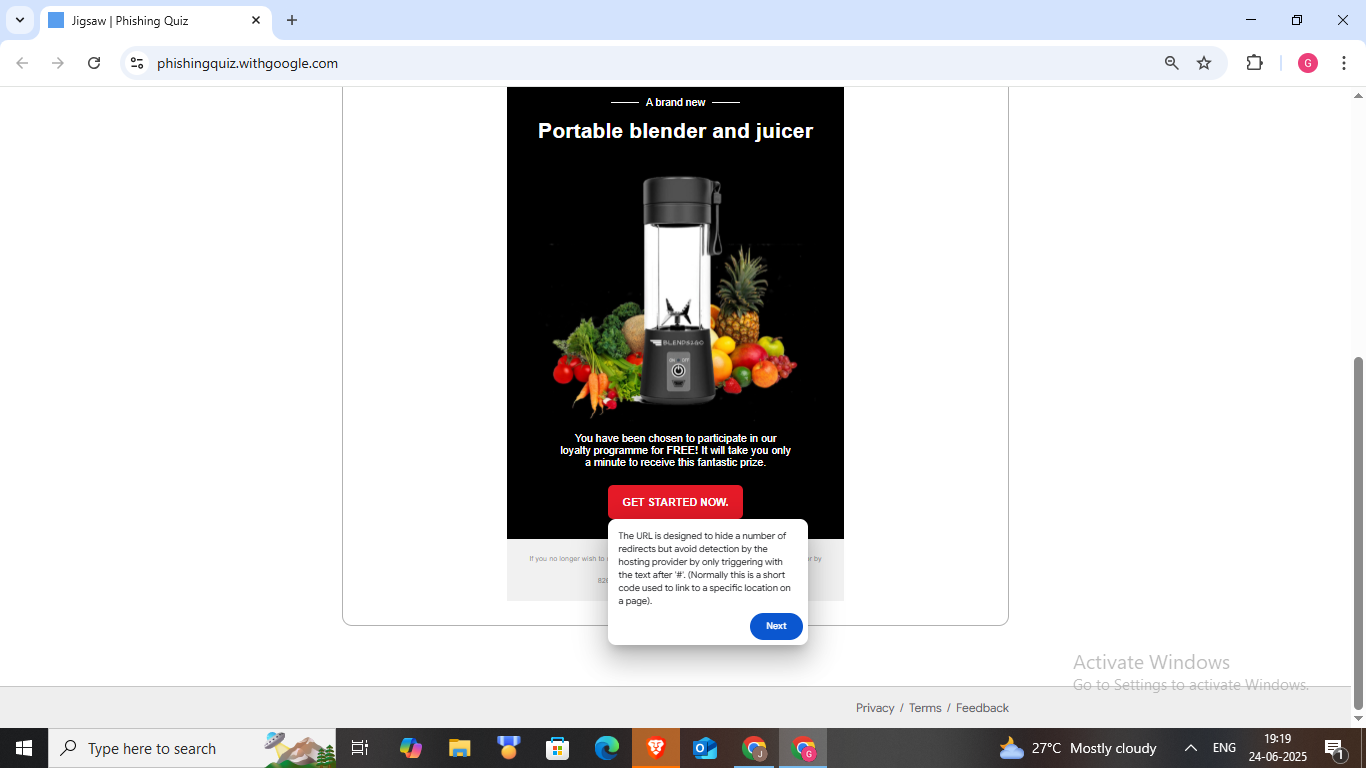 Jigsaw | Phishing Quiz
phishingquiz.withgoogle.com
G
A brand new
Portable blender and juicer
BLENDS2GO
ON OFF
You have been chosen to participate in our
loyalty programme for FREE! It will take you only
a minute to receive this fantastic prize.
GET STARTED NOW.
The URL is designed to hide a number of
redirects but avoid detection by the
hosting provider by only triggering with
the text after '#'. (Normally this is a short
code used to link to a specific location on
a page).
Next
If you no longer wish to
by
Activate Windows
Go to Settings to activate Windows.
Privacy / Terms / Feedback
Type here to search
J
G
27°C Mostly cloudy
ENG
19:19
24-06-2025
1